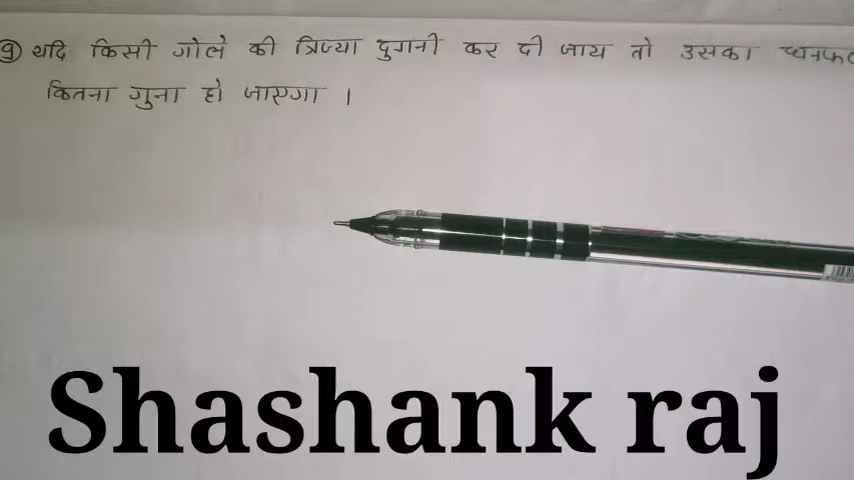 9 यदि किसी गोले की त्रिज्या दुगनी कर दी जाय तो उसका
कितना गुना हो जाएगा ।
Shashank raj